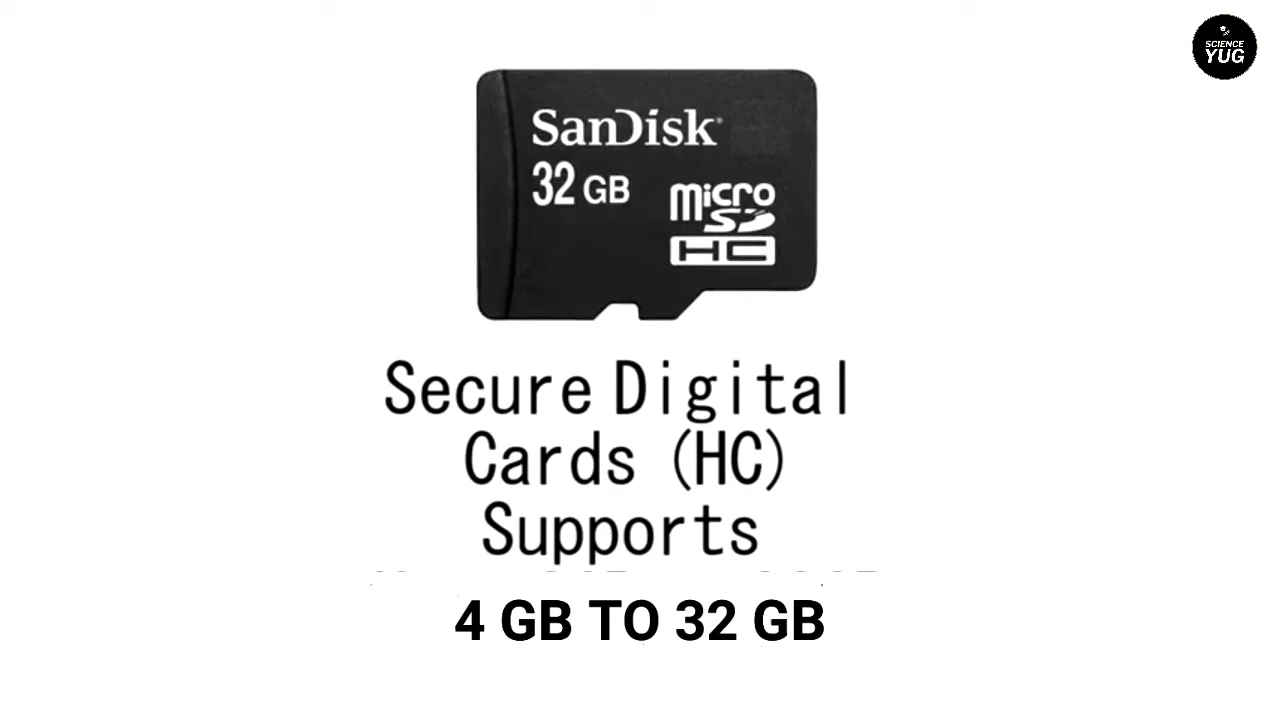 SCIENCE
YUG
SanDisk
32 GB
micro
SD
HC
Secure Digital
Cards (HC)
Supports
4 GB TO 32 GB